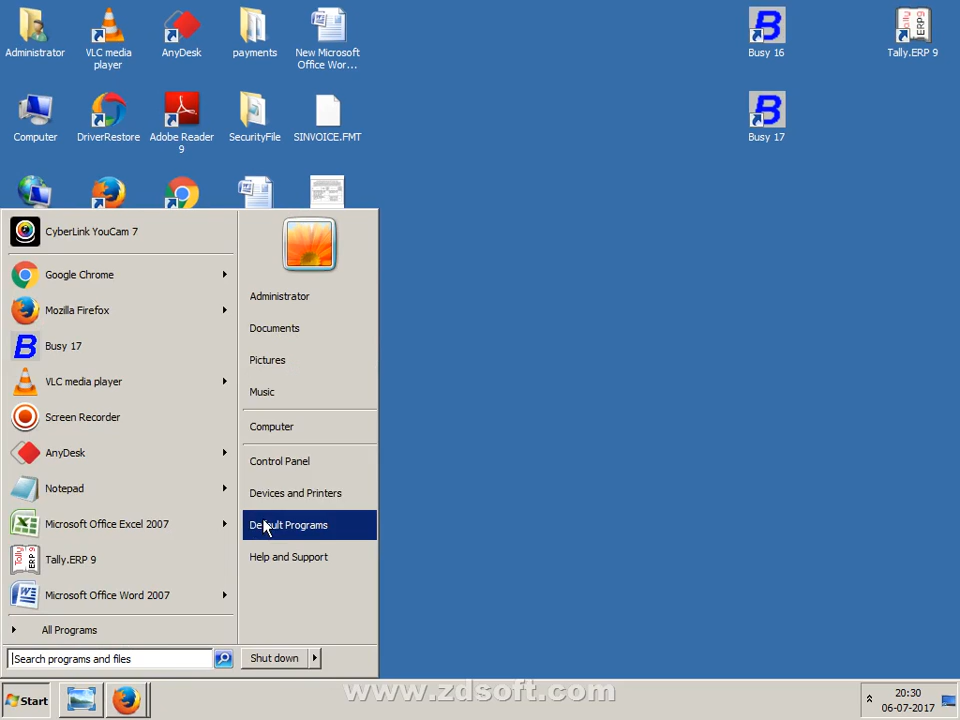 Administrator
VLC media
player
AnyDesk
payments
New Microsoft
Office Wor...
Busy 16
Tally.ERP 9
Computer
DriverRestore
Adobe Reader
9
SecurityFile
SINVOICE.FMT
Busy 17
CyberLink YouCam 7
Google Chrome
Mozilla Firefox
Busy 17
VLC media player
Screen Recorder
AnyDesk
Notepad
Microsoft Office Excel 2007
Tally.ERP 9
Microsoft Office Word 2007
All Programs
Search programs and files
Administrator
Documents
Pictures
Music
Computer
Control Panel
Devices and Printers
Default Programs
Help and Support
Shut down
Start
www.zdsoft.com
20:30
06-07-2017